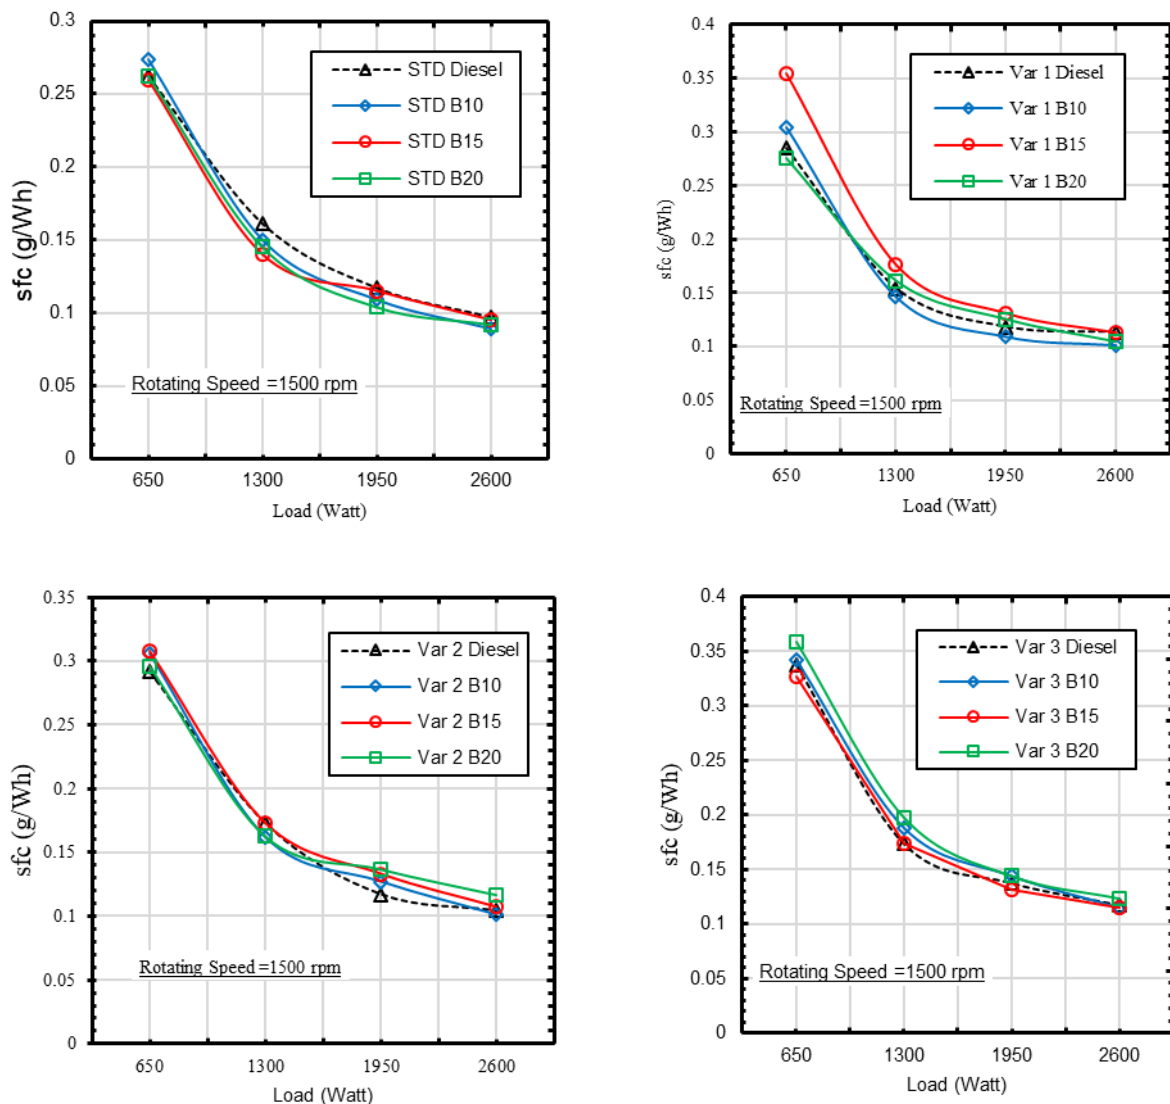 0.3
0.25
0.2
0.15
0.1
0.05
0
sfc (g/Wh)
STD Diesel
STD B10
STD B15
STD B20
Rotating Speed =1500 rpm
650 1300 1950 2600
Load (Watt)
0.4
0.35
0.3
0.25
0.2
0.15
0.1
0.05
0
sfc (g/Wh)
Var 1 Diesel
Var 1 B10
Var 1 B15
Var 1 B20
Rotating Speed =1500 rpm
650 1300 1950 2600
Load (Watt)
0.35
0.3
0.25
0.2
0.15
0.1
0.05
0
sfc (g/Wh)
Var 2 Diesel
Var 2 B10
Var 2 B15
Var 2 B20
Rotating Speed =1500 rpm
650 1300 1950 2600
Load (Watt)
0.4
0.35
0.3
0.25
0.2
0.15
0.1
0.05
0
sfc (g/Wh)
Var 3 Diesel
Var 3 B10
Var 3 B15
Var 3 B20
Rotating Speed =1500 rpm
650 1300 1950 2600
Load (Watt)